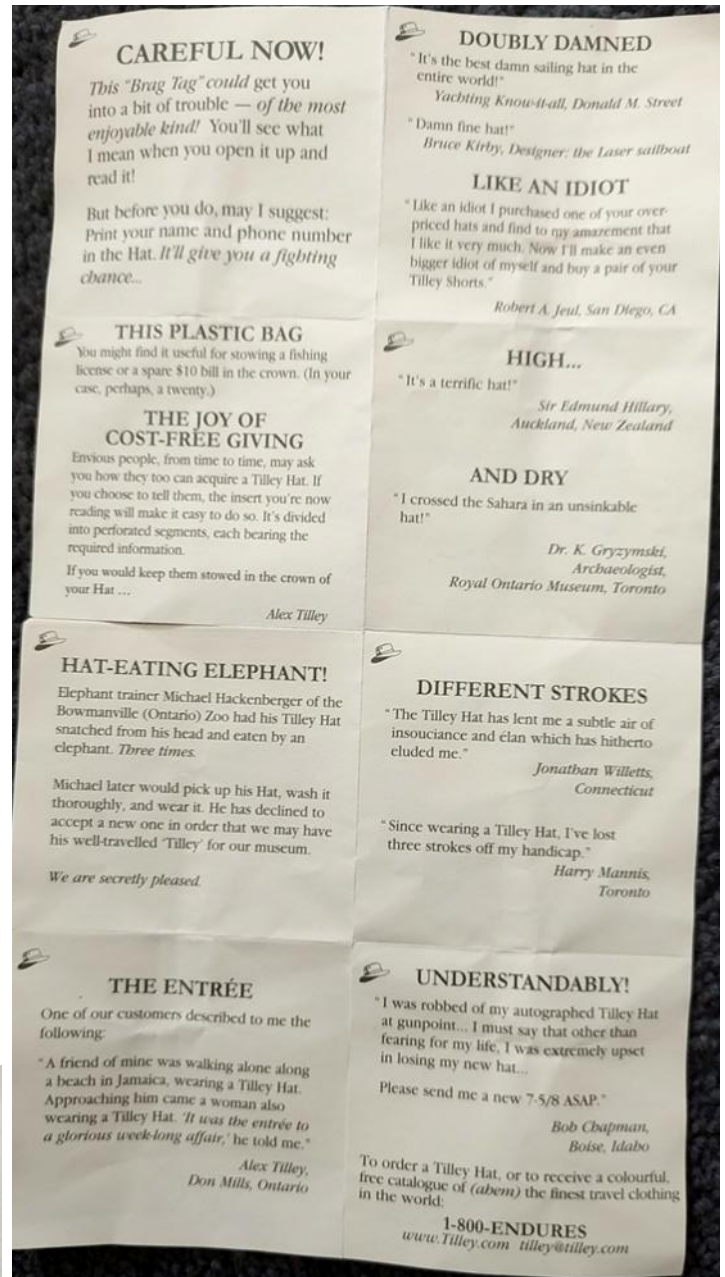 CAREFUL NOW!
This "Brag Tag" could get you
into a bit of trouble — of the most
enjoyable kind! You'll see what
I mean when you open it up and
read it!
But before you do, may I suggest:
Print your name and phone number
in the Hat. It'll give you a fighting
chance...
THIS PLASTIC BAG
You might find it useful for stowing a fishing
license or a spare $10 bill in the crown. (In your
case, perhaps, a twenty.)
THE JOY OF
COST-FREE GIVING
Envious people, from time to time, may ask
you how they too can acquire a Tilley Hat. If
you choose to tell them, the insert you're now
reading will make it easy to do so. It's divided
into perforated segments, each bearing the
required information.
If you would keep them stowed in the crown of
your Hat ...
Alex Tilley
HAT-EATING ELEPHANT!
Elephant trainer Michael Hackenberger of the
Bowmanville (Ontario) Zoo had his Tilley Hat
snatched from his head and eaten by an
elephant. Three times.
Michael later would pick up his Hat, wash it
thoroughly, and wear it. He has declined to
accept a new one in order that we may have
his well-travelled 'Tilley' for our museum.
We are secretly pleased.
THE ENTRÉE
One of our customers described to me the
following:
"A friend of mine was walking alone along
a beach in Jamaica, wearing a Tilley Hat.
Approaching him came a woman also
wearing a Tilley Hat. 'It was the entrée to
a glorious week-long affair,' he told me."
Alex Tilley,
Don Mills, Ontario
DOUBLY DAMNED
"It's the best damn sailing hat in the
entire world!"
Yachting Know-it-all, Donald M. Street
"Damn fine hat!"
Bruce Kirby, Designer: the Laser sailboat
LIKE AN IDIOT
"Like an idiot I purchased one of your over-
priced hats and find to my amazement that
I like it very much. Now I'll make an even
bigger idiot of myself and buy a pair of your
Tilley Shorts."
Robert A. Jeul, San Diego, CA
HIGH...
"It's a terrific hat!"
Sir Edmund Hillary,
Auckland, New Zealand
AND DRY
"I crossed the Sahara in an unsinkable
hat!"
Dr. K. Gryzymski,
Archaeologist,
Royal Ontario Museum, Toronto
DIFFERENT STROKES
"The Tilley Hat has lent me a subtle air of
insouciance and élan which has hitherto
eluded me."
Jonathan Willetts,
Connecticut
"Since wearing a Tilley Hat, I've lost
three strokes off my handicap."
Harry Mannis,
Toronto
UNDERSTANDABLY!
"I was robbed of my autographed Tilley Hat
at gunpoint... I must say that other than
fearing for my life, I was extremely upset
in losing my new hat...
Please send me a new 7-5/8 ASAP."
Bob Chapman,
Boise, Idaho
To order a Tilley Hat, or to receive a colourful,
free catalogue of (ahem) the finest travel clothing
in the world:
1-800-ENDURES
www.Tilley.com tilley@tilley.com